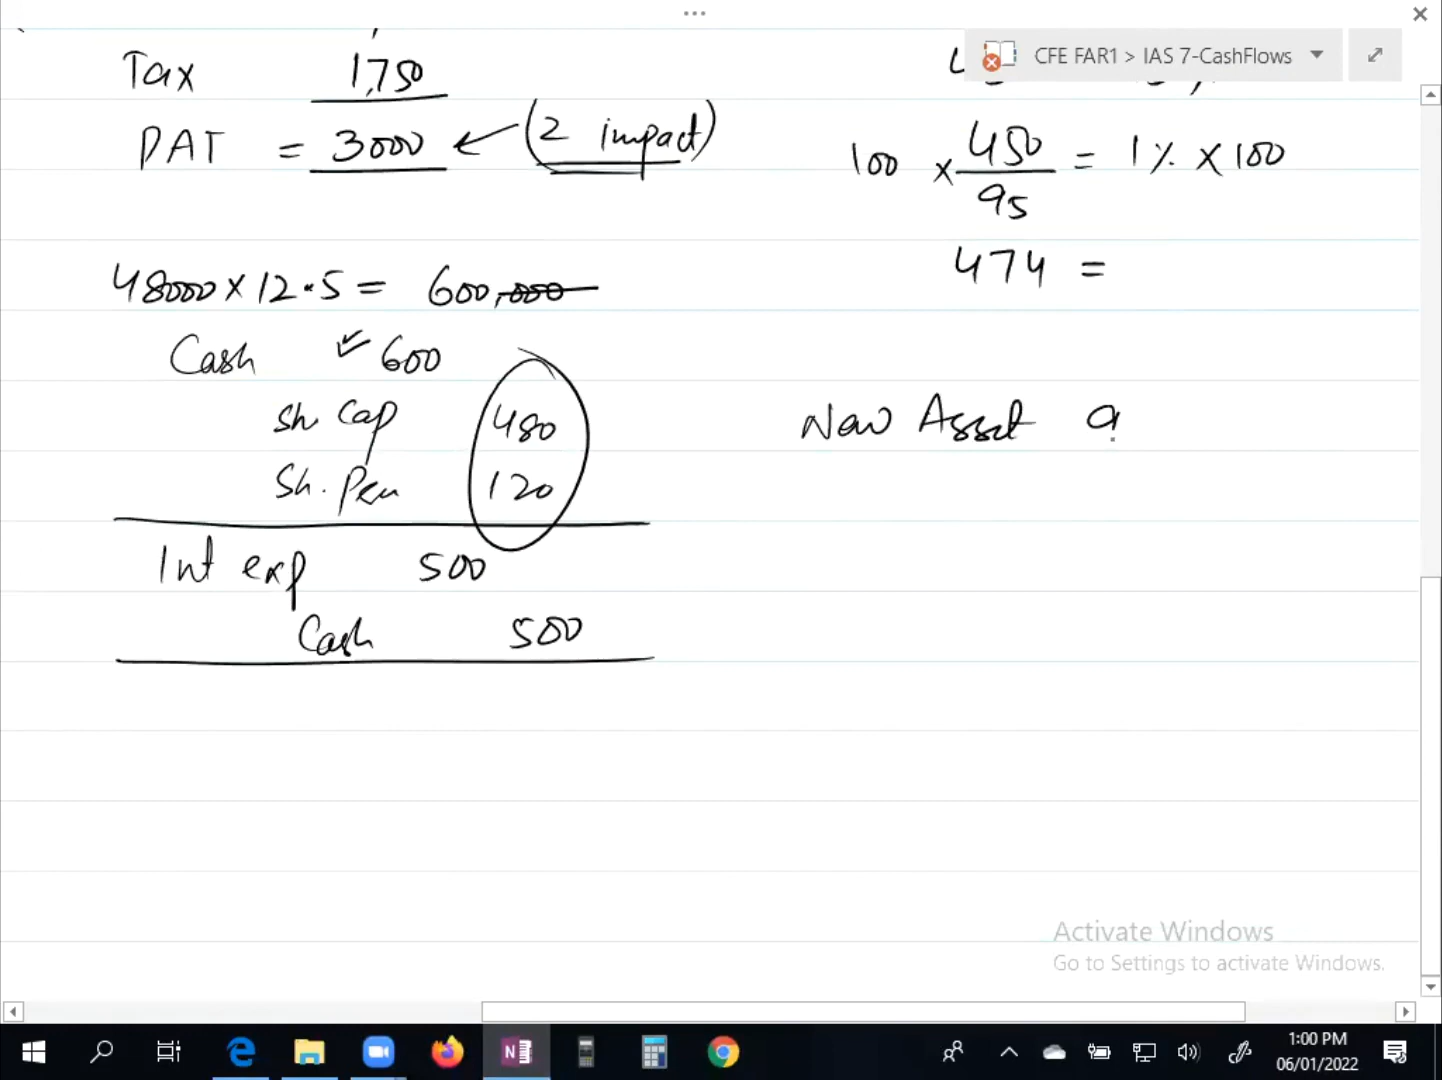 CFE FAR1 > IAS 7-CashFlows
Tax 1,750
PAT = 3000 ← (2 impact)
100 × 450/95 = 1% × 100
474 =
48000 × 12.5 = 600,000
Cash 600
Sh. Cap 480
Sh. Pem 120
Int exp 500
Cash 500
New Asset ?
Activate Windows
Go to Settings to activate Windows.
1:00 PM
06/01/2022